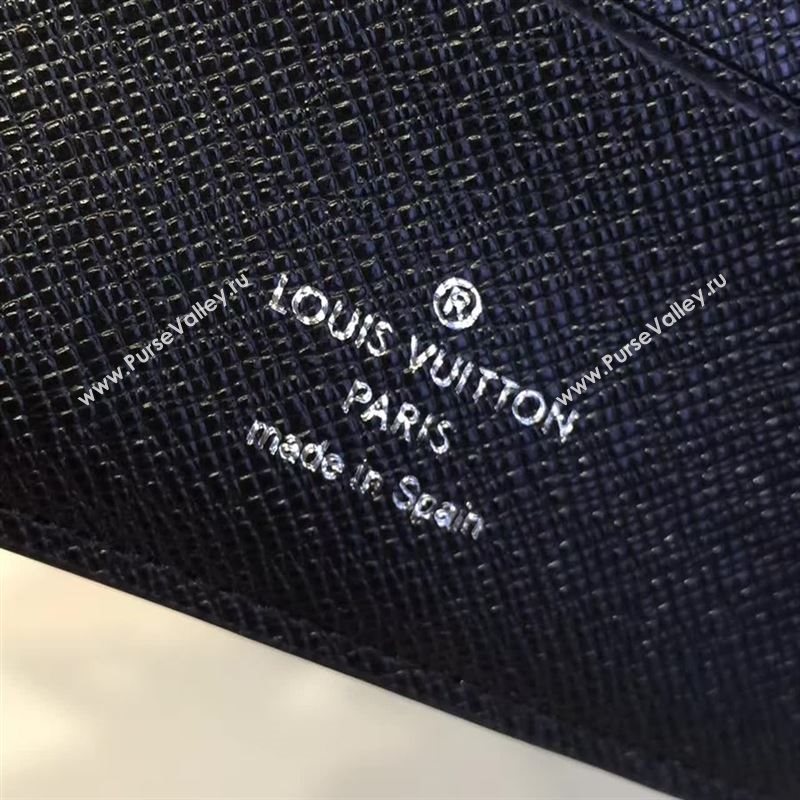 ®
LOUIS VUITTON
PARIS
made in Spain
www.PurseValley.ru
www.PurseValley.ru